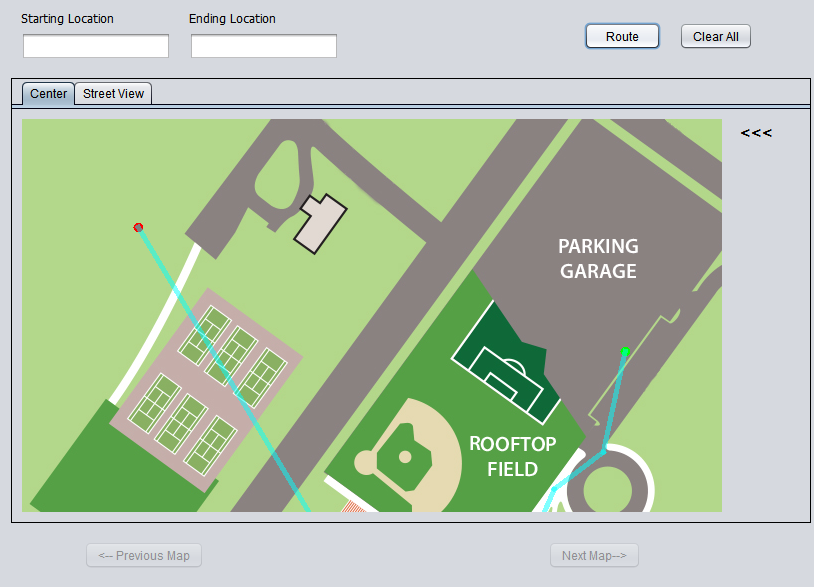 Starting Location
Ending Location
Route
Clear All
Center
Street View
<<<
PARKING
GARAGE
ROOFTOP
FIELD
<-- Previous Map
Next Map-->